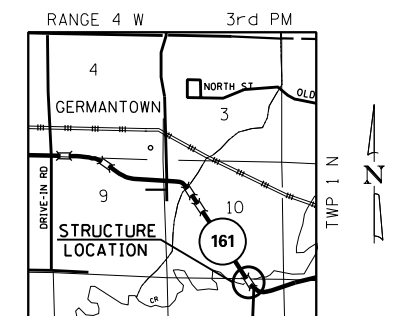 RANGE 4 W 3rd PM
4
NORTH ST
OLD
GERMANTOWN
3
TWP 1 N
N
DRIVE-IN RD
9
10
STRUCTURE
LOCATION
161
CR